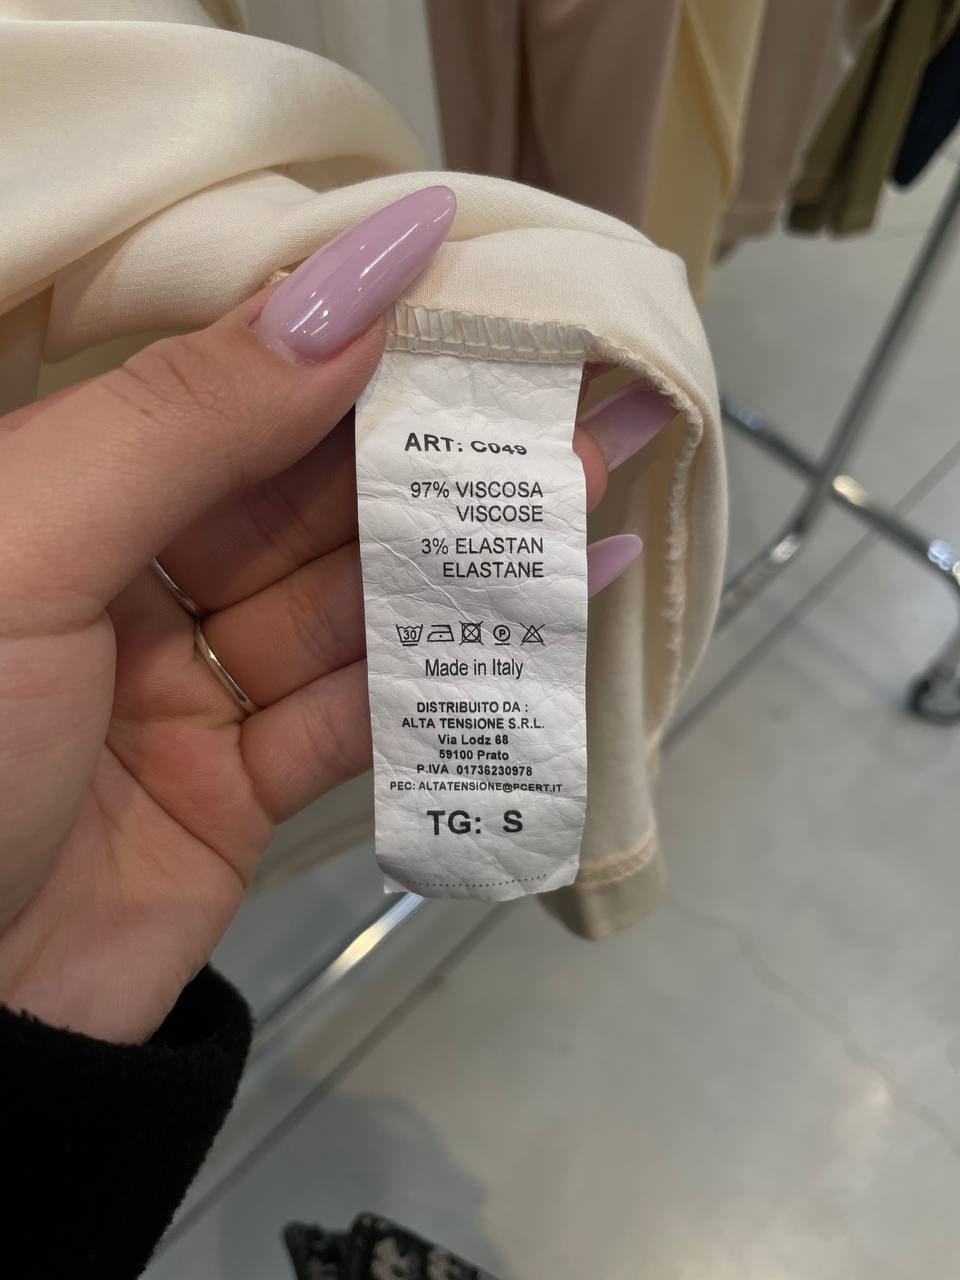 ART: C049
97% VISCOSA
VISCOSE
3% ELASTAN
ELASTANE
30 P
Made in Italy
DISTRIBUITO DA :
ALTA TENSIONE S.R.L.
Via Lodz 68
59100 Prato
P.IVA 01736230978
PEC: ALTATENSIONE@PCERT.IT
TG: S